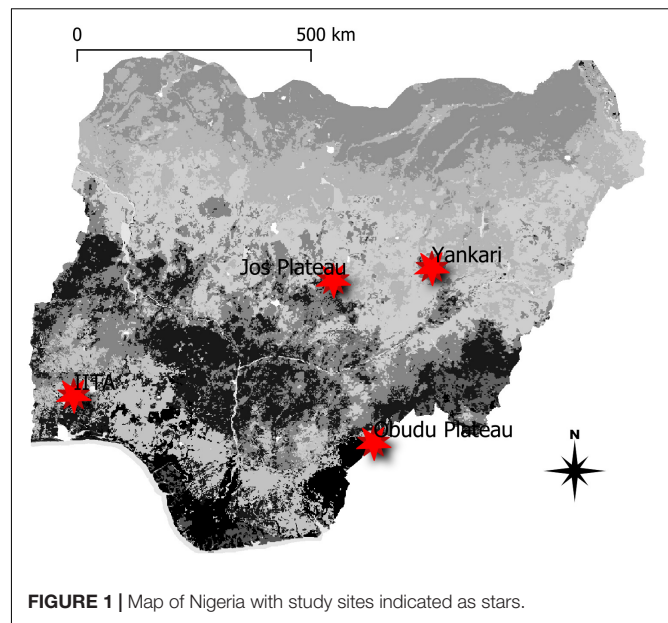 0 500 km
Yankari
Jos Plateau
IITA
Obudu Plateau
N
FIGURE 1 | Map of Nigeria with study sites indicated as stars.